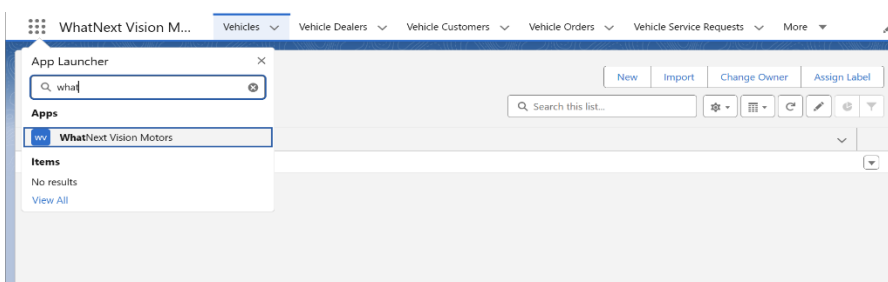 WhatNext Vision M... Vehicles Vehicle Dealers Vehicle Customers Vehicle Orders Vehicle Service Requests More
App Launcher
what
Apps
WV WhatNext Vision Motors
Items
No results
View All
New Import Change Owner Assign Label
Search this list...